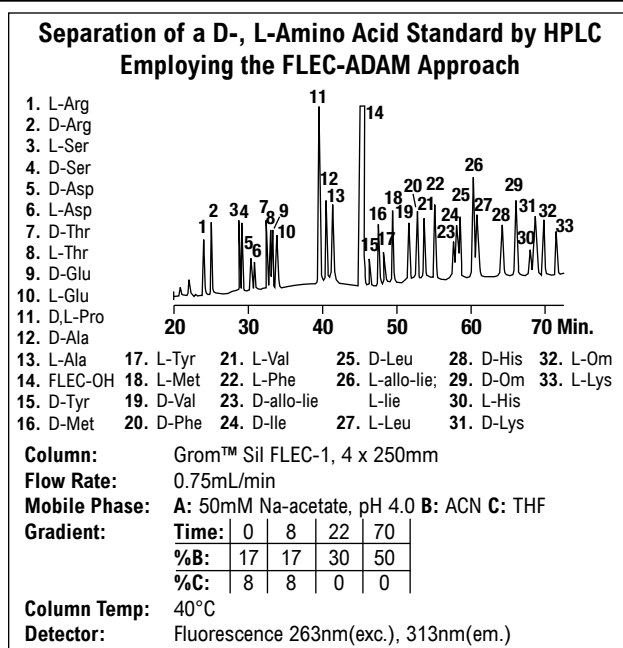 Separation of a D-, L-Amino Acid Standard by HPLC
Employing the FLEC-ADAM Approach
1. L-Arg
2. D-Arg
3. L-Ser
4. D-Ser
5. D-Asp
6. L-Asp
7. D-Thr
8. L-Thr
9. D-Glu
10. L-Glu
11. D,L-Pro
12. D-Ala
13. L-Ala
14. FLEC-OH
15. D-Tyr
16. D-Met
1 2 3 4 5 6 7 8 9 10 11 12 13 14 15 16 17 18 19 20 21 22 23 24 25 26 27 28 29 30 31 32 33
20 30 40 50 60 70 Min.
17. L-Tyr 21. L-Val 25. D-Leu 28. D-His 32. L-Om
18. L-Met 22. L-Phe 26. L-allo-lie; 29. D-Om 33. L-Lys
19. D-Val 23. D-allo-lie L-lie 30. L-His
20. D-Phe 24. D-lle 27. L-Leu 31. D-Lys
Column: Grom™ Sil FLEC-1, 4 x 250mm
Flow Rate: 0.75mL/min
Mobile Phase: A: 50mM Na-acetate, pH 4.0 B: ACN C: THF
Gradient: Time: 0 8 22 70
%B: 17 17 30 50
%C: 8 8 0 0
Column Temp: 40°C
Detector: Fluorescence 263nm(exc.), 313nm(em.)